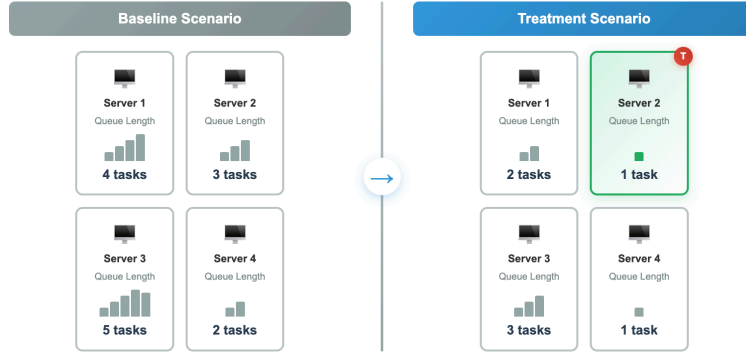 Baseline Scenario
Server 1
Queue Length
4 tasks
Server 2
Queue Length
3 tasks
Server 3
Queue Length
5 tasks
Server 4
Queue Length
2 tasks
→
Treatment Scenario
Server 1
Queue Length
2 tasks
T
Server 2
Queue Length
1 task
Server 3
Queue Length
3 tasks
Server 4
Queue Length
1 task